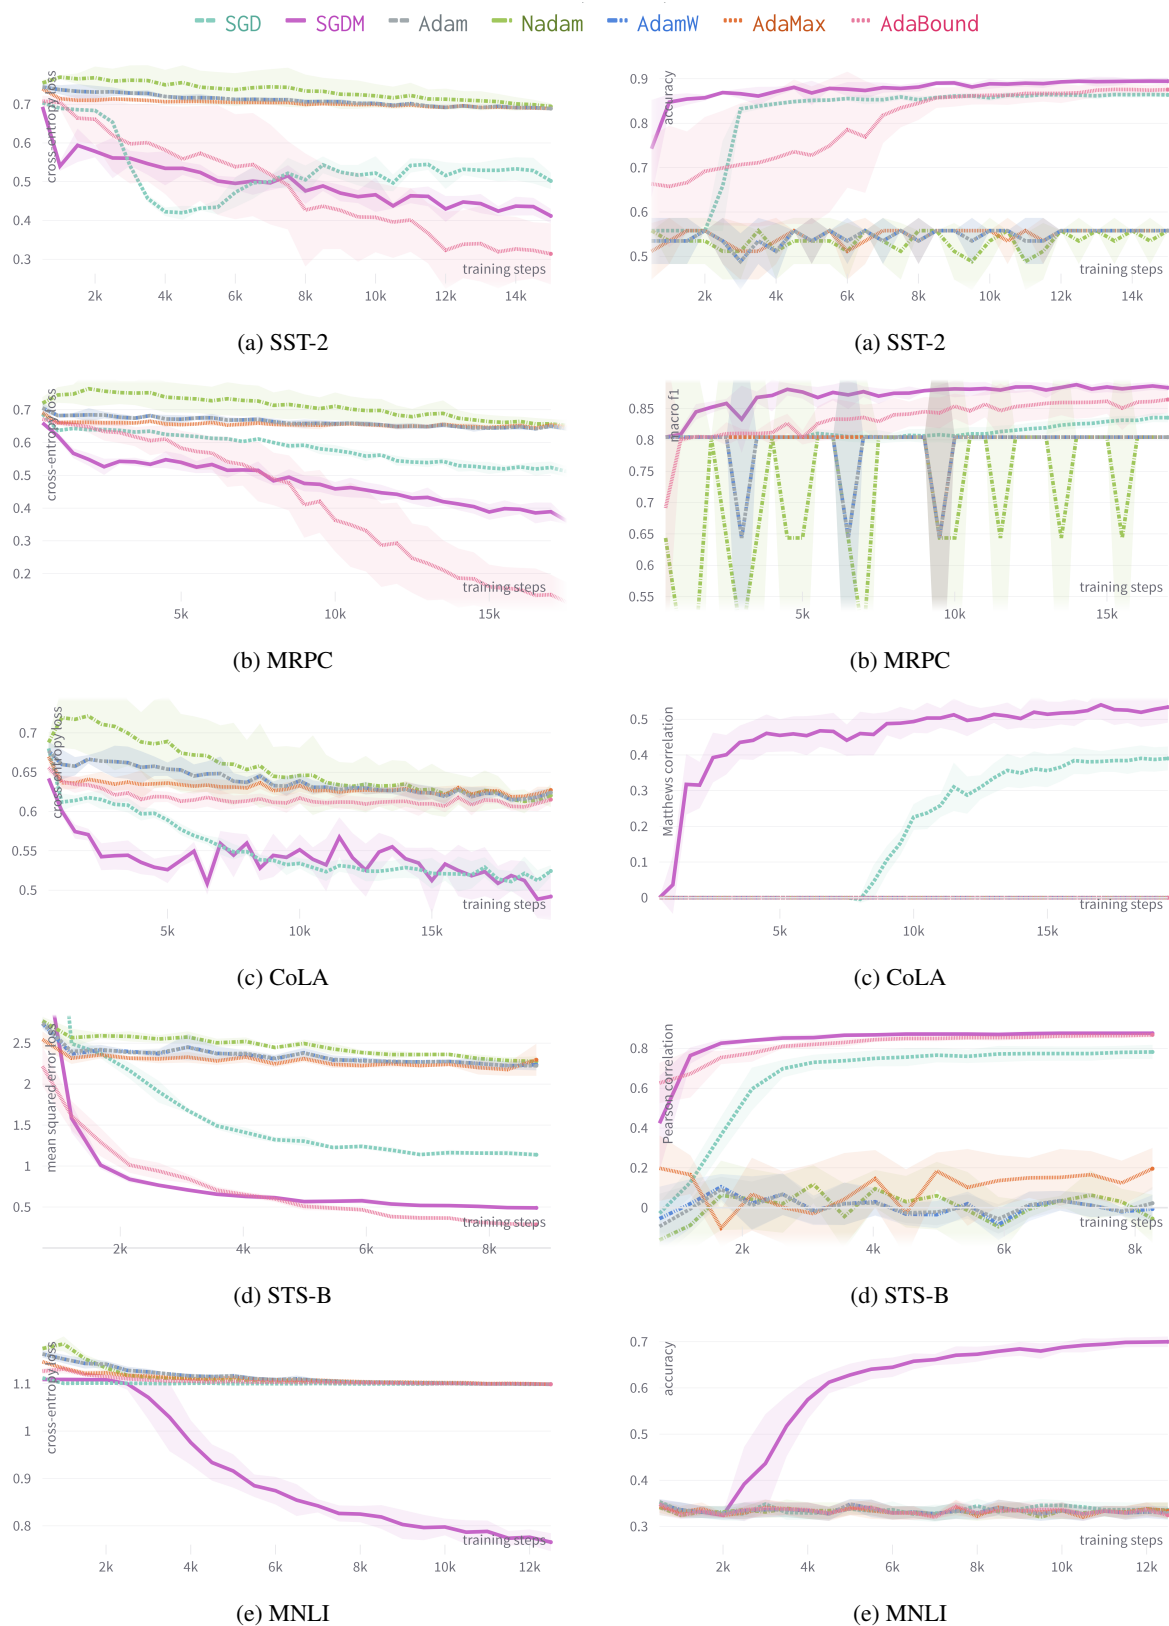 SGD SGDM Adam Nadam AdamW AdaMax AdaBound
cross-entropy loss
0.7
0.6
0.5
0.4
0.3
training steps
2k 4k 6k 8k 10k 12k 14k
(a) SST-2
accuracy
0.9
0.8
0.7
0.6
0.5
training steps
2k 4k 6k 8k 10k 12k 14k
(a) SST-2
cross-entropy loss
0.7
0.6
0.5
0.4
0.3
0.2
training steps
5k 10k 15k
(b) MRPC
macro f1
0.85
0.8
0.75
0.7
0.65
0.6
0.55
training steps
5k 10k 15k
(b) MRPC
cross-entropy loss
0.7
0.65
0.6
0.55
0.5
training steps
5k 10k 15k
(c) CoLA
Matthews correlation
0.5
0.4
0.3
0.2
0.1
0
training steps
5k 10k 15k
(c) CoLA
mean squared error loss
2.5
2
1.5
1
0.5
training steps
2k 4k 6k 8k
(d) STS-B
Pearson correlation
0.8
0.6
0.4
0.2
0
training steps
2k 4k 6k 8k
(d) STS-B
cross-entropy loss
1.1
1
0.9
0.8
training steps
2k 4k 6k 8k 10k 12k
(e) MNLI
accuracy
0.7
0.6
0.5
0.4
0.3
training steps
2k 4k 6k 8k 10k 12k
(e) MNLI